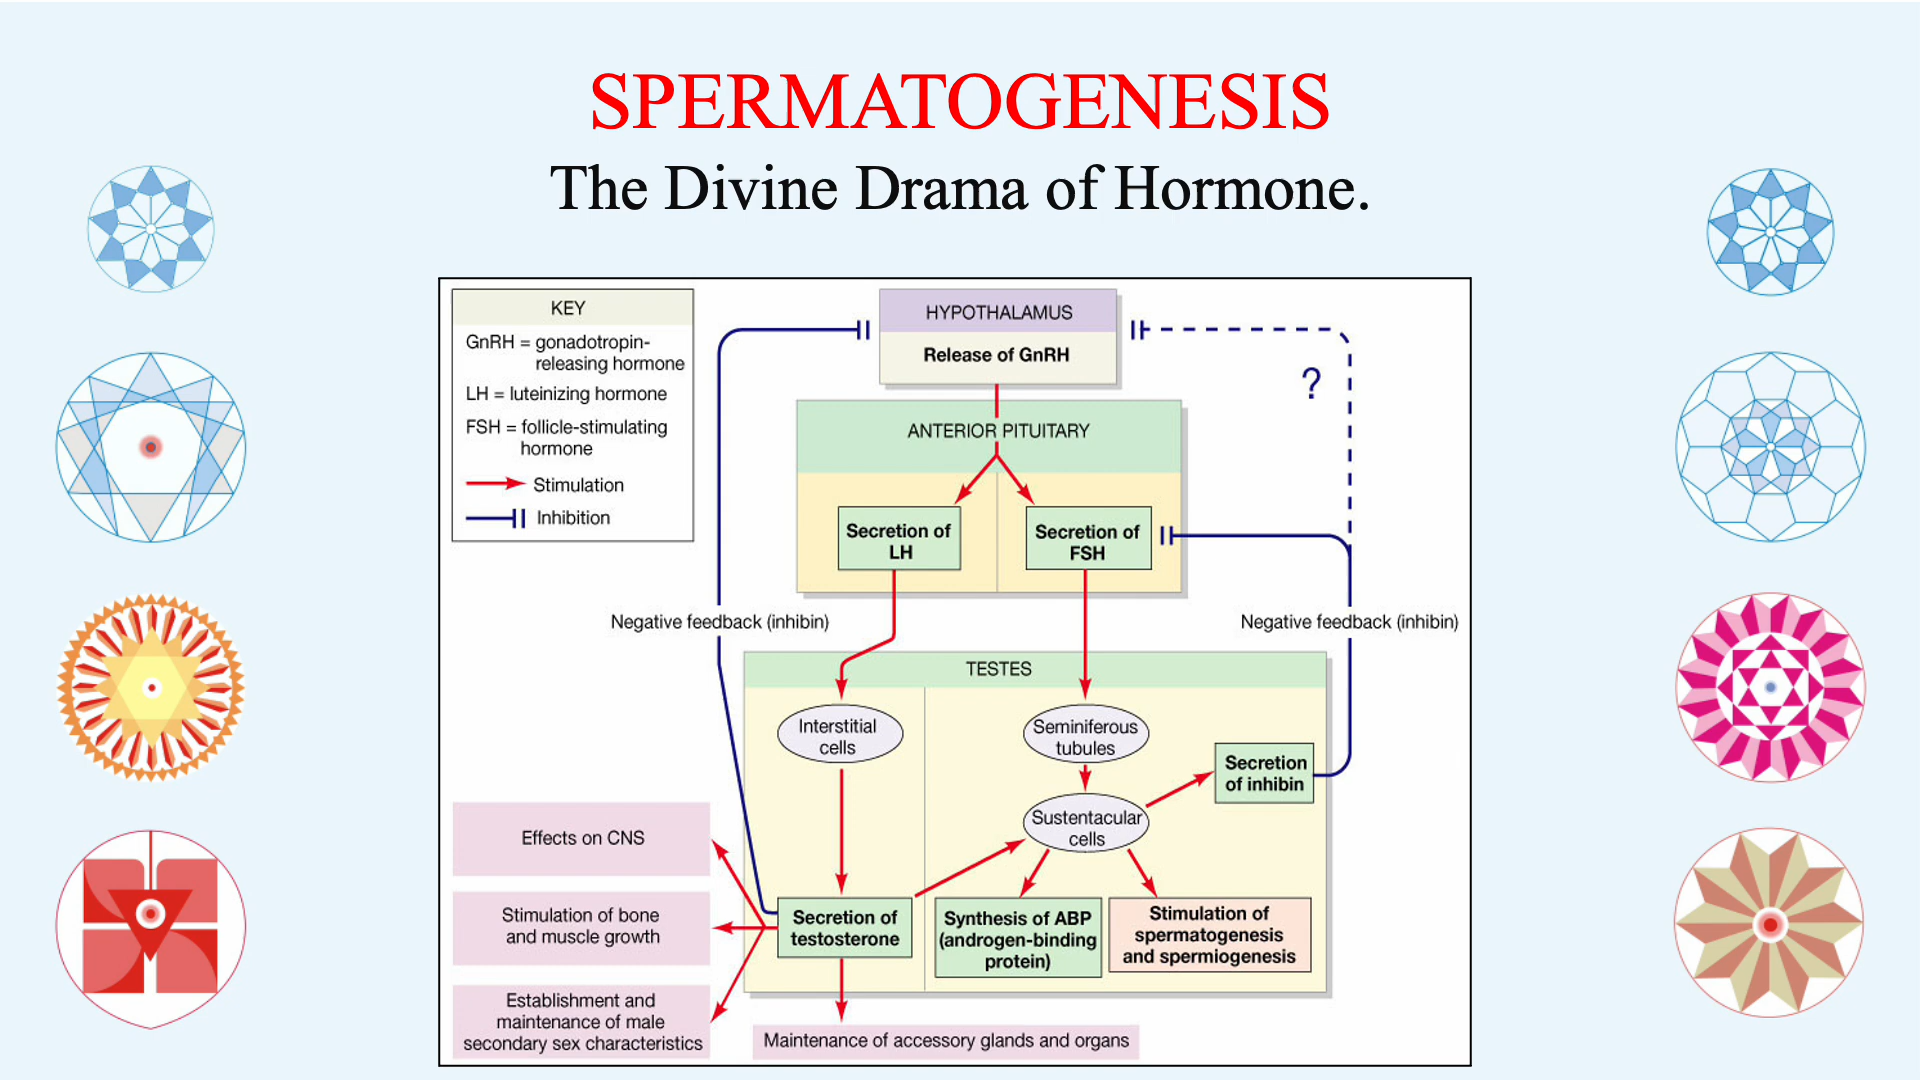 SPERMATOGENESIS
The Divine Drama of Hormone.
KEY
GnRH = gonadotropin-
releasing hormone
LH = luteinizing hormone
FSH = follicle-stimulating
hormone
Stimulation
Inhibition
HYPOTHALAMUS
Release of GnRH
?
ANTERIOR PITUITARY
Secretion of
LH
Secretion of
FSH
Negative feedback (inhibin)
Negative feedback (inhibin)
TESTES
Interstitial
cells
Seminiferous
tubules
Secretion
of inhibin
Sustentacular
cells
Effects on CNS
Stimulation of bone
and muscle growth
Establishment and
maintenance of male
secondary sex characteristics
Secretion of
testosterone
Synthesis of ABP
(androgen-binding
protein)
Stimulation of
spermatogenesis
and spermiogenesis
Maintenance of accessory glands and organs